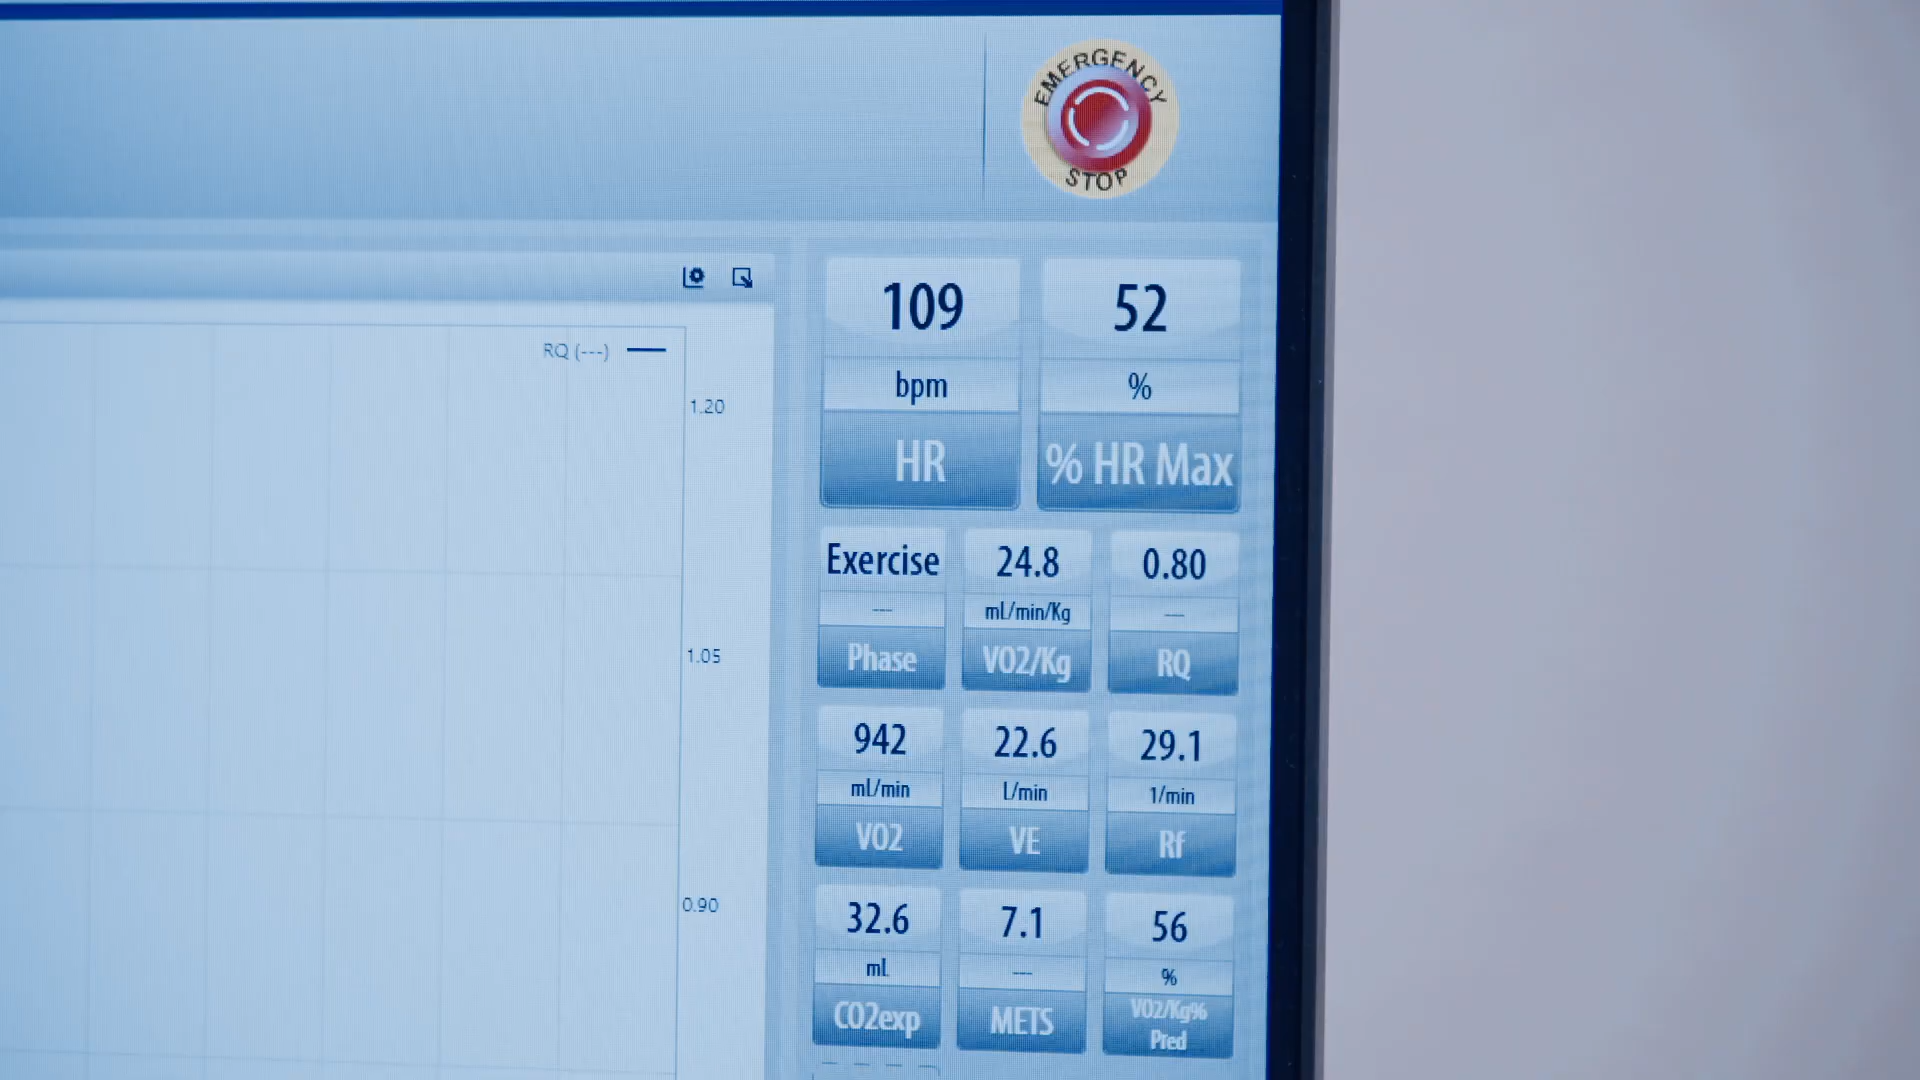 EMERGENCY
STOP
RQ (---)
1.20
1.05
0.90
109
bpm
HR
52
%
% HR Max
Exercise
---
Phase
24.8
mL/min/Kg
VO2/Kg
0.80
---
RQ
942
mL/min
VO2
22.6
L/min
VE
29.1
1/min
Rf
32.6
mL
CO2exp
7.1
---
METS
56
%
VO2/Kg%
Pred